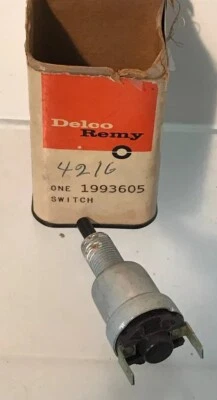 Delco
Remy
4216
ONE 1993605
SWITCH